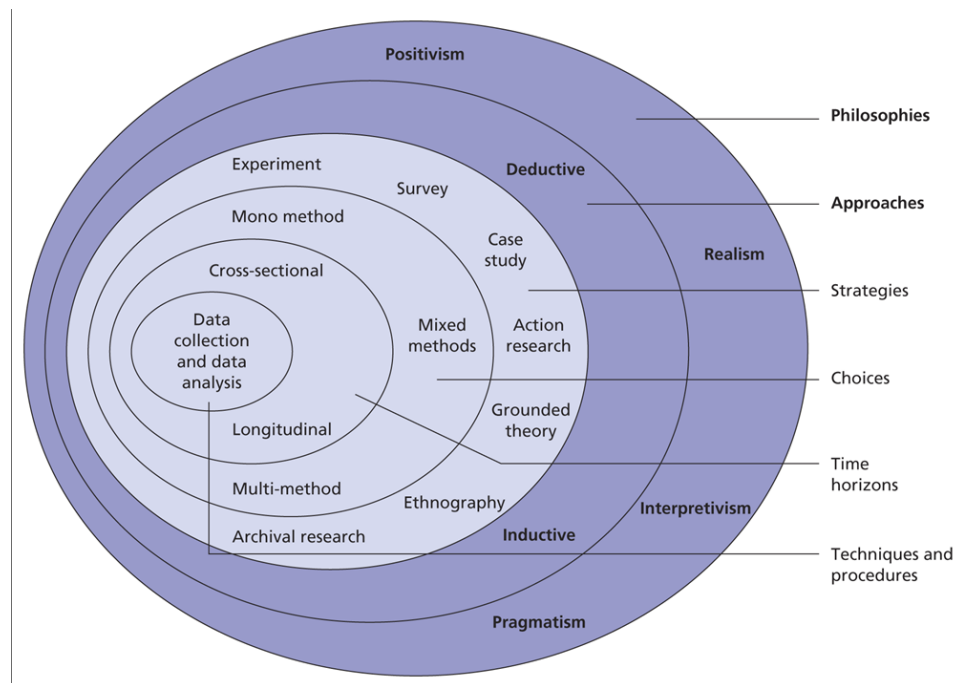 Positivism
Philosophies
Experiment
Deductive
Survey
Approaches
Mono method
Case
study
Realism
Cross-sectional
Strategies
Data
collection
and data
analysis
Mixed
methods
Action
research
Choices
Grounded
theory
Longitudinal
Time
horizons
Multi-method
Ethnography
Interpretivism
Archival research
Inductive
Techniques and
procedures
Pragmatism